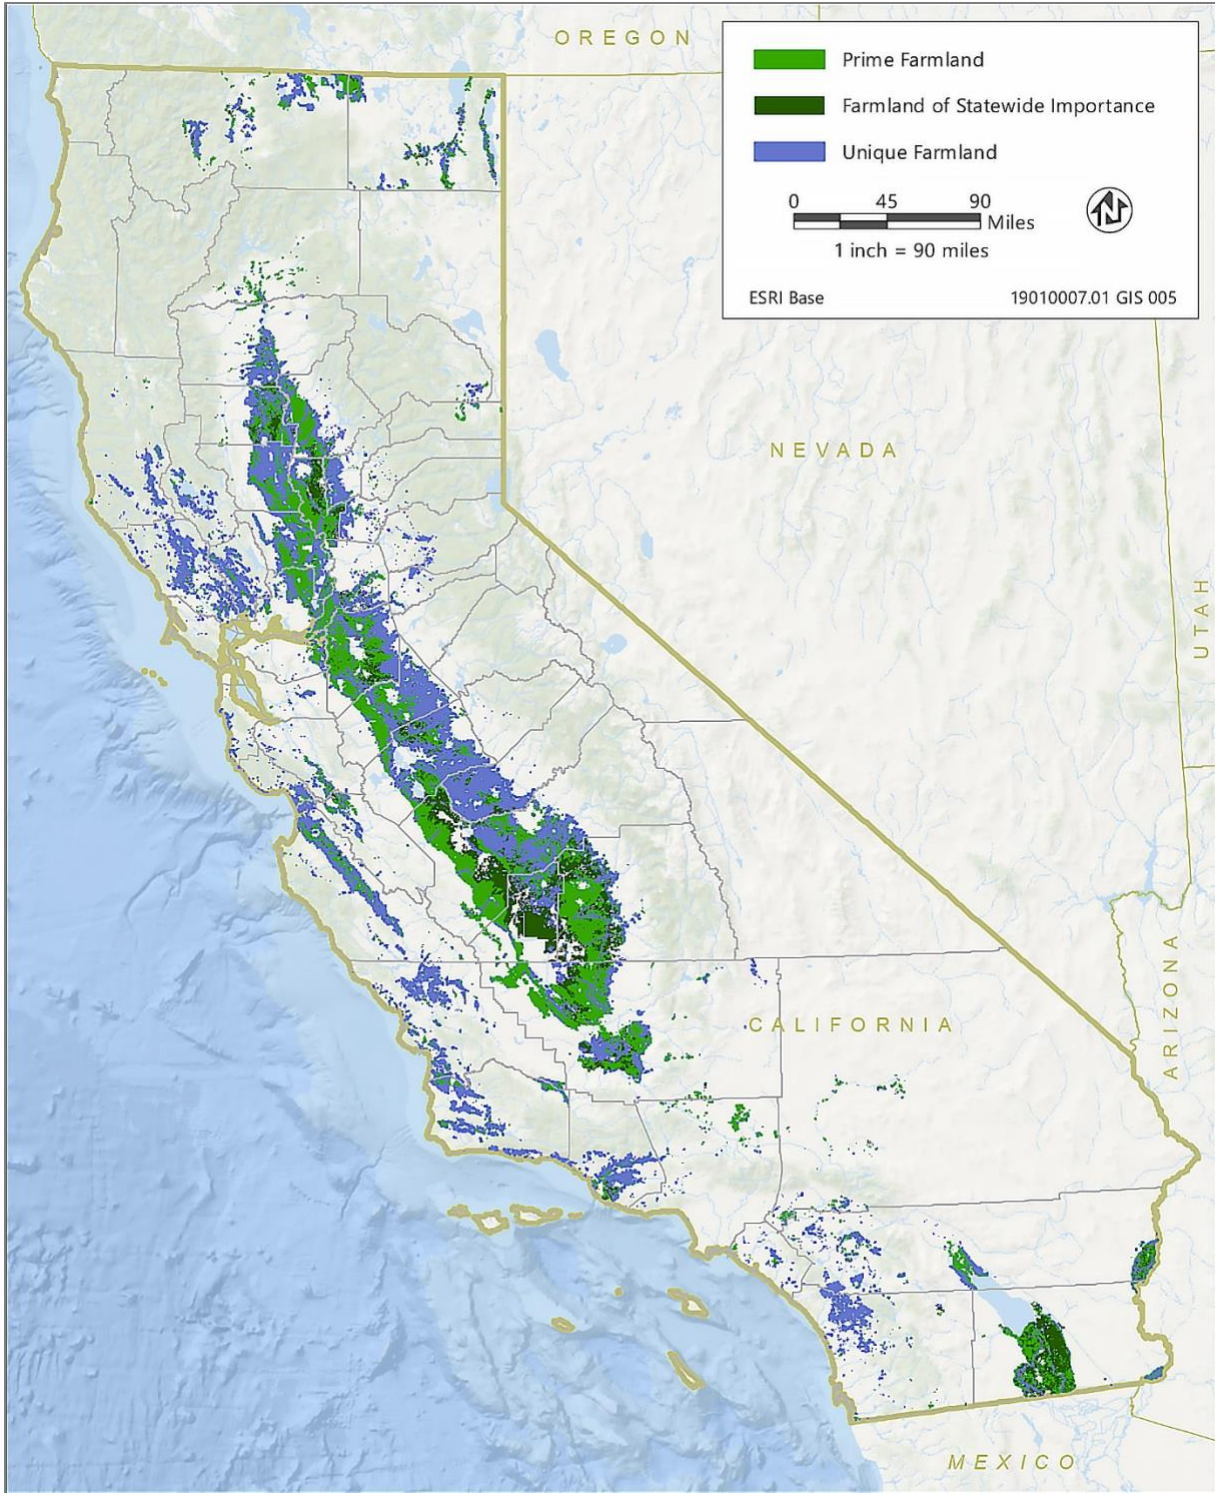 OREGON
Prime Farmland
Farmland of Statewide Importance
Unique Farmland
0 45 90
Miles
1 inch = 90 miles
ESRI Base 19010007.01 GIS 005
N
NEVADA
UTAH
ARIZONA
CALIFORNIA
MEXICO